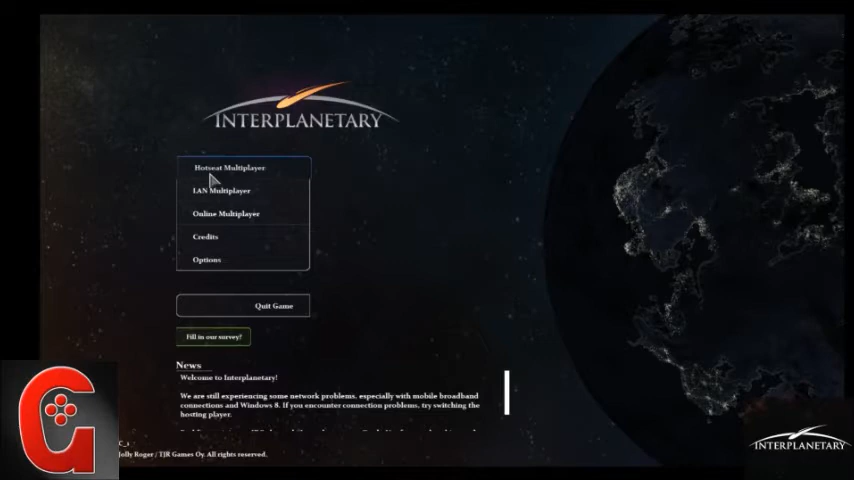 INTERPLANETARY
Hotseat Multiplayer
LAN Multiplayer
Online Multiplayer
Credits
Options
Quit Game
Fill in our survey?
News
Welcome to Interplanetary!
We are still experiencing some network problems, especially with mobile broadband
connections and Windows 8. If you encounter connection problems, try switching the
hosting player.
Jolly Roger / TJR Games Oy. All rights reserved.
G
INTERPLANETARY